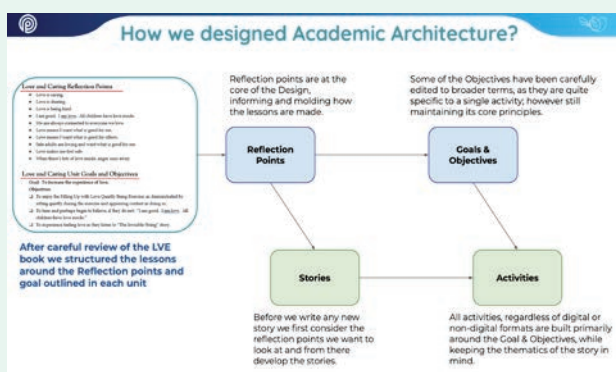 How we designed Academic Architecture?
Love and Caring Reflection Points
Love is caring.
Love is sharing.
Love is being kind.
I am good. I am love. All children have love inside.
Love means I want what is good for me.
Love means I want what is good for others.
Safe adults are loving and want what is good for me.
Love makes me feel safe.
When there's lots of love inside, anger runs away.
Love and Caring Unit Goals and Objectives
Goal: To increase the experience of love.
Objectives:
After careful review of the LVE
book we structured the lessons
around the Reflection points and
goal outlined in each unit
Reflection points are at the
core of the Design,
informing and molding how
the lessons are made.
Some of the Objectives have been carefully
edited to broader terms, as they are quite
specific to a single activity; however still
maintaining its core principles.
Reflection
Points
Goals &
Objectives
Stories
Activities
Before we write any new
story we first consider the
reflection points we want to
look at and from there
develop the stories.
All activities, regardless of digital or
non-digital formats are built primarily
around the Goal & Objectives, while
keeping the thematics of the story in
mind.